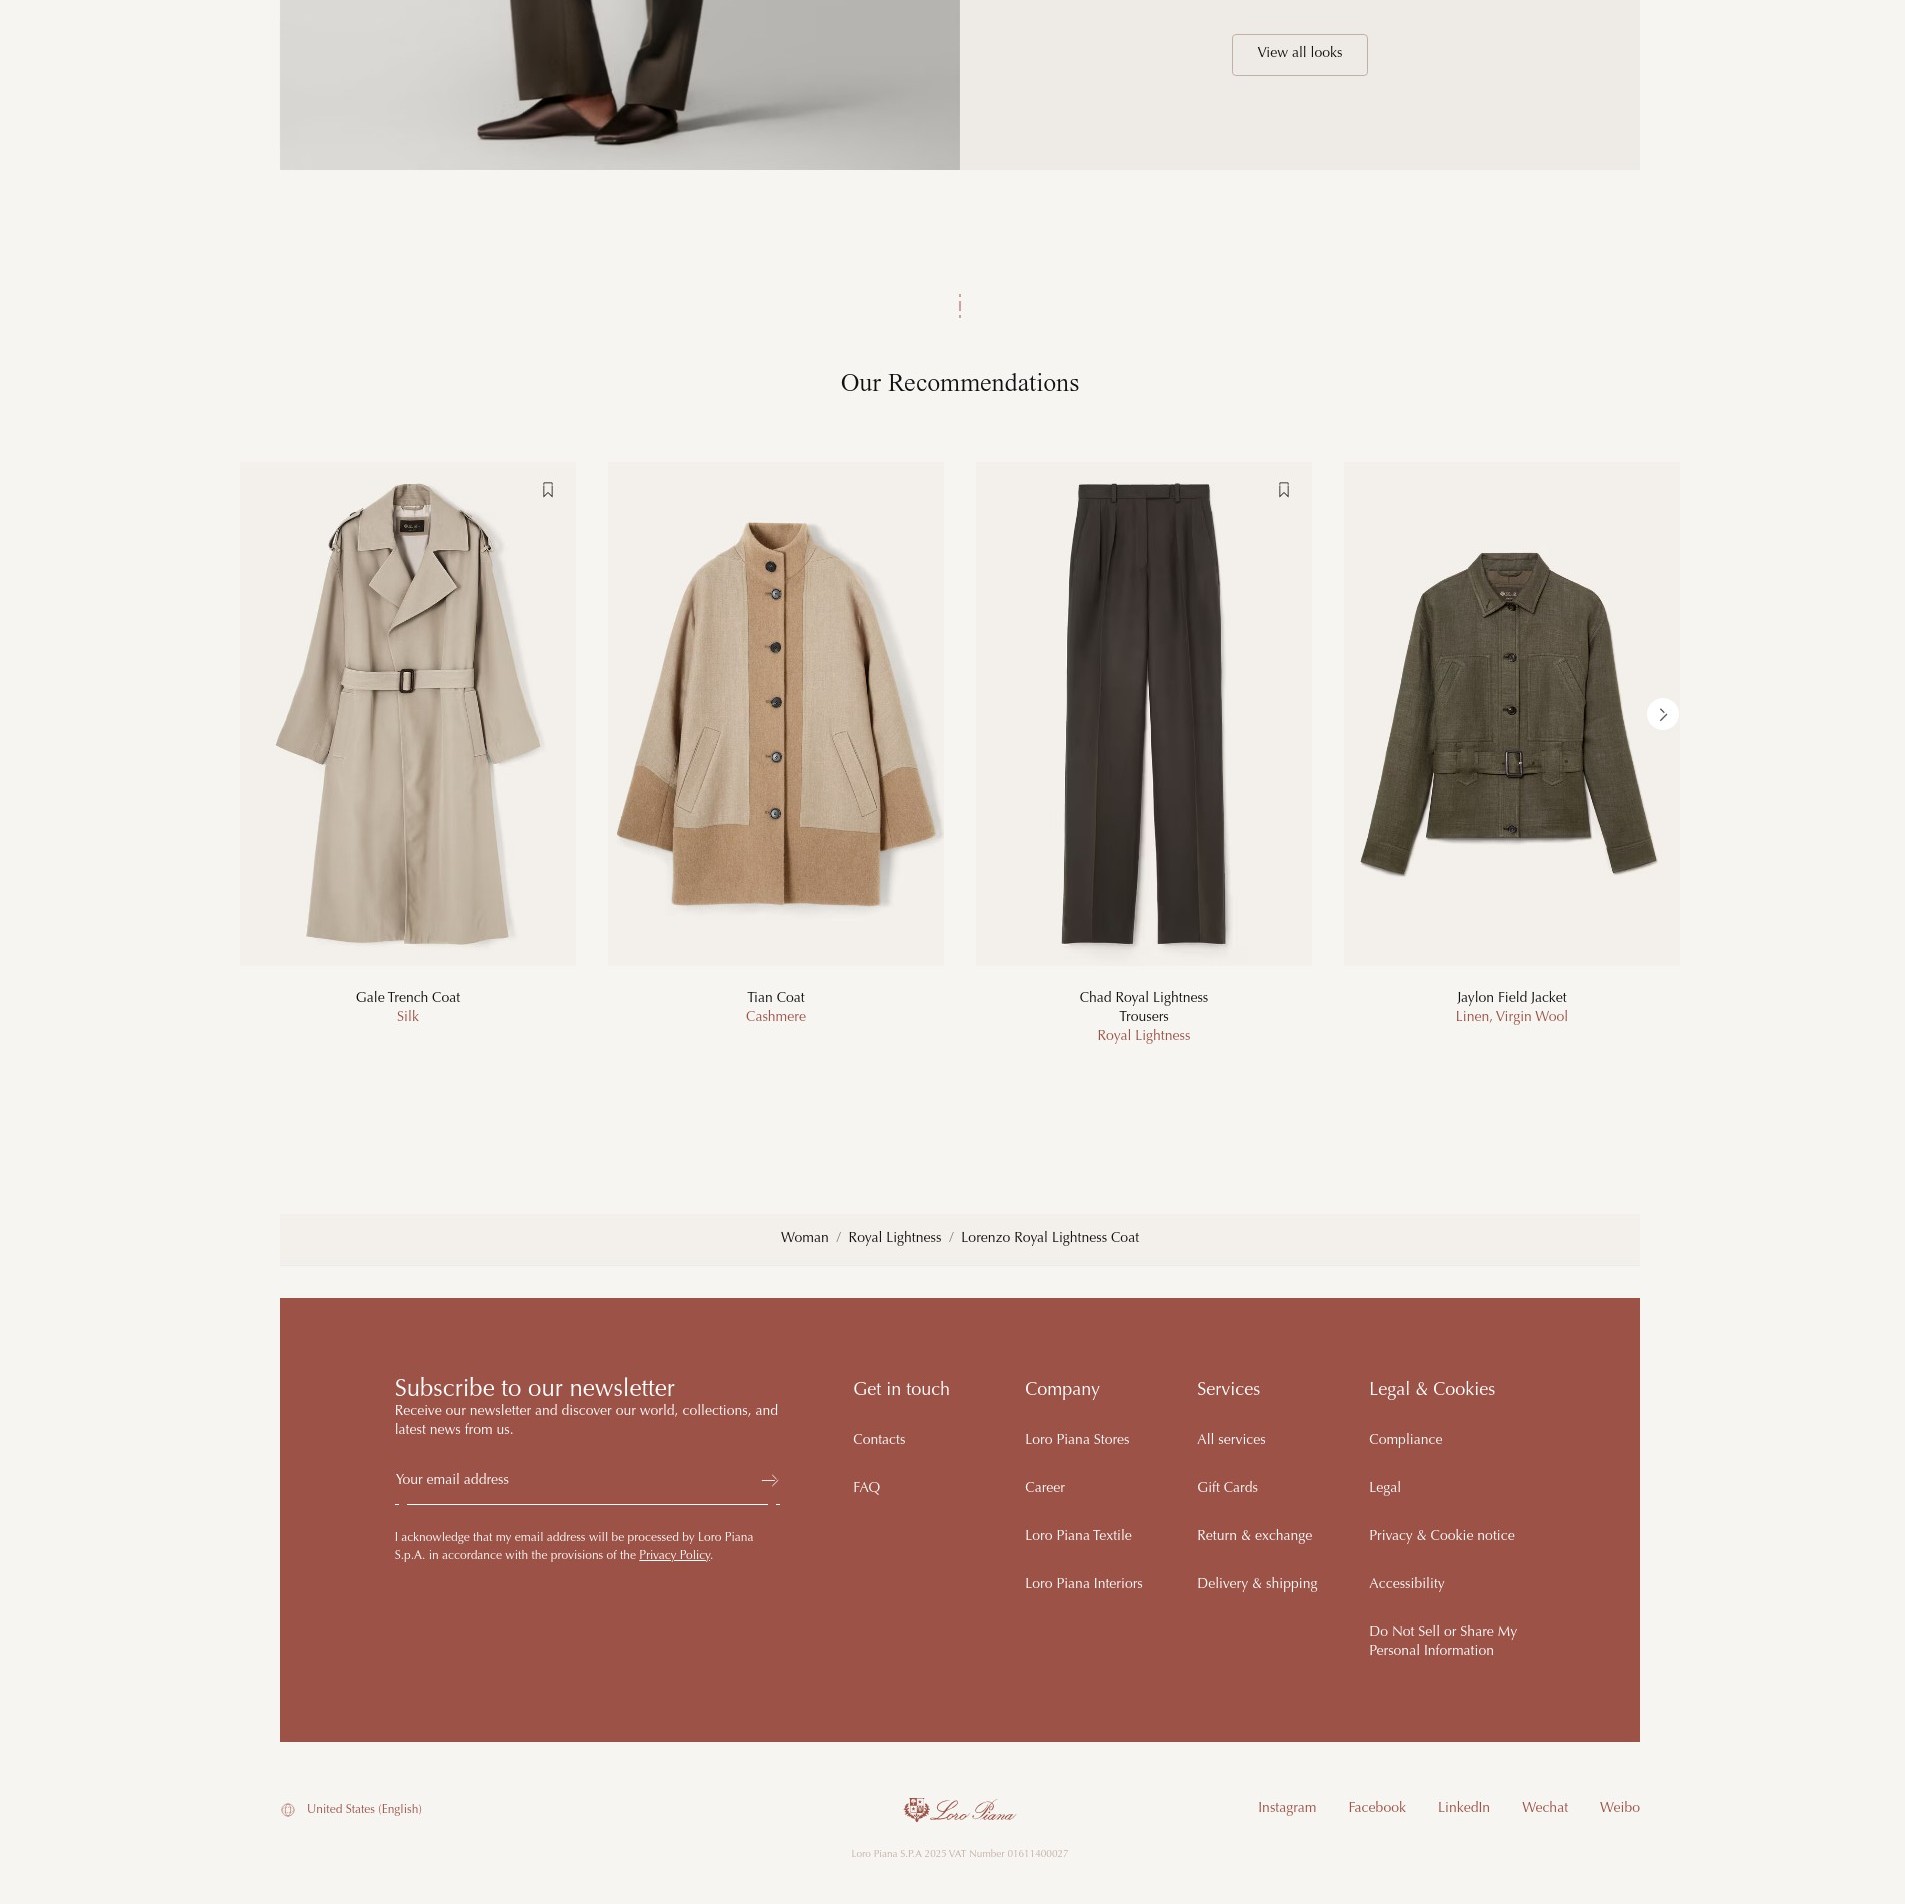 View all looks
Our Recommendations
Gale Trench Coat
Silk
Tian Coat
Cashmere
Chad Royal Lightness
Trousers
Royal Lightness
Jaylon Field Jacket
Linen, Virgin Wool
Woman / Royal Lightness / Lorenzo Royal Lightness Coat
Subscribe to our newsletter
Receive our newsletter and discover our world, collections, and
latest news from us.
Your email address
I acknowledge that my email address will be processed by Loro Piana
S.p.A. in accordance with the provisions of the Privacy Policy.
Get in touch
Contacts
FAQ
Company
Loro Piana Stores
Career
Loro Piana Textile
Loro Piana Interiors
Services
All services
Gift Cards
Return & exchange
Delivery & shipping
Legal & Cookies
Compliance
Legal
Privacy & Cookie notice
Accessibility
Do Not Sell or Share My
Personal Information
United States (English)
Loro Piana
Instagram Facebook LinkedIn Wechat Weibo
Loro Piana S.P.A 2025 VAT Number 01611400027